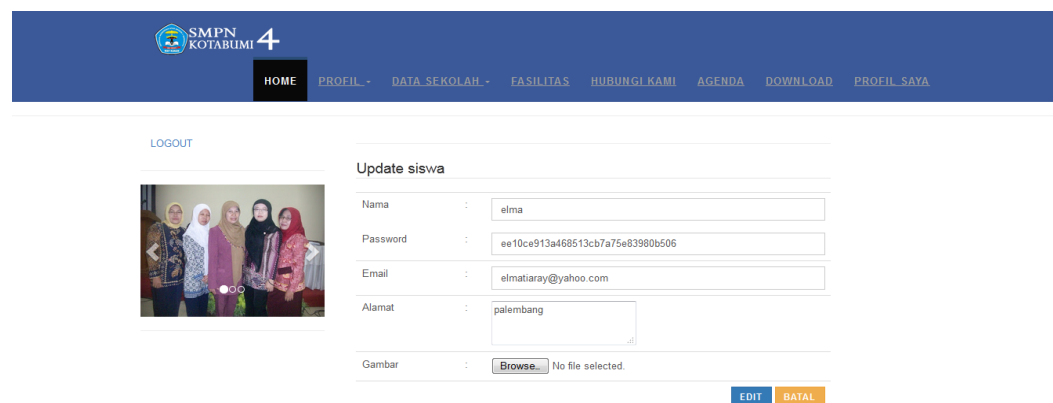 SMPN
KOTABUMI 4
HOME PROFIL - DATA SEKOLAH - FASILITAS HUBUNGI KAMI AGENDA DOWNLOAD PROFIL SAYA
LOGOUT
Update siswa
Nama : elma
Password : ee10ce913a468513cb7a75e83980b506
Email : elmatiaray@yahoo.com
Alamat : palembang
Gambar : Browse.. No file selected.
EDIT BATAL